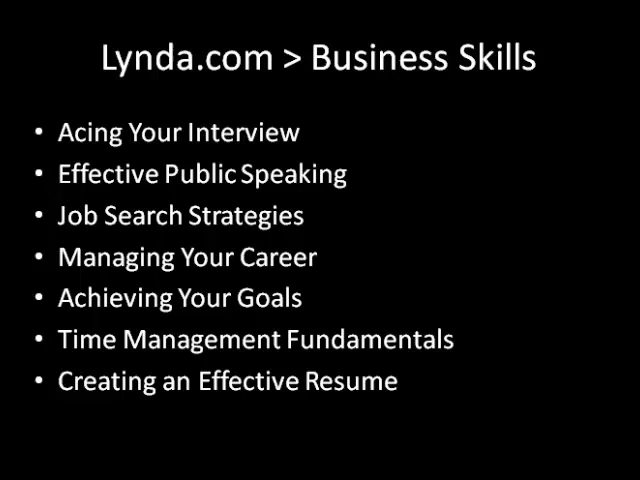 Lynda.com > Business Skills
• Acing Your Interview
• Effective Public Speaking
• Job Search Strategies
• Managing Your Career
• Achieving Your Goals
• Time Management Fundamentals
• Creating an Effective Resume